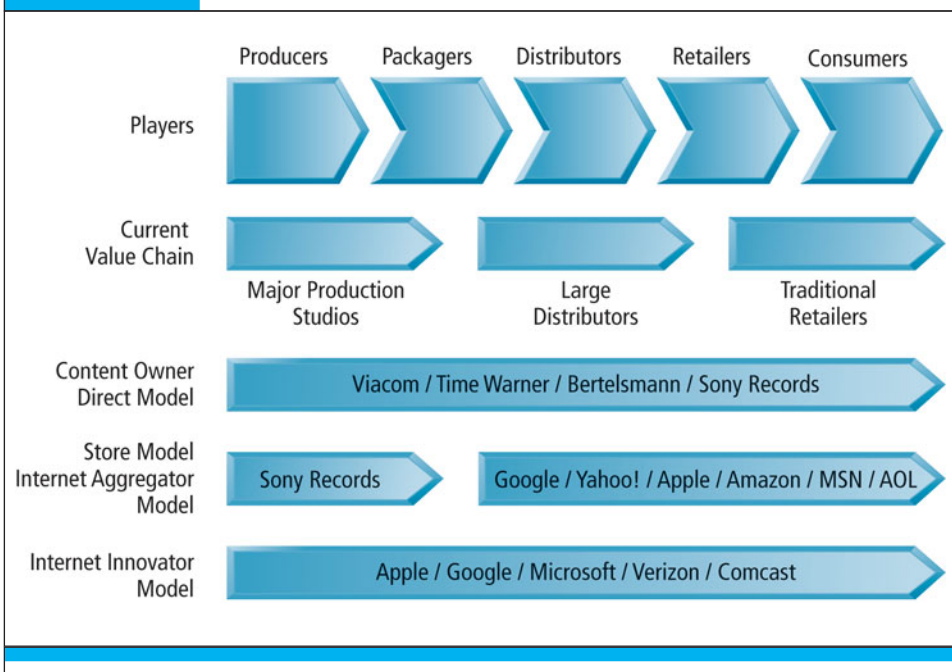 Producers
Packagers
Distributors
Retailers
Consumers
Players
Current
Value Chain
Major Production
Studios
Large
Distributors
Traditional
Retailers
Content Owner
Direct Model
Viacom / Time Warner / Bertelsmann / Sony Records
Store Model
Internet Aggregator
Model
Sony Records
Google / Yahoo! / Apple / Amazon / MSN / AOL
Internet Innovator
Model
Apple / Google / Microsoft / Verizon / Comcast